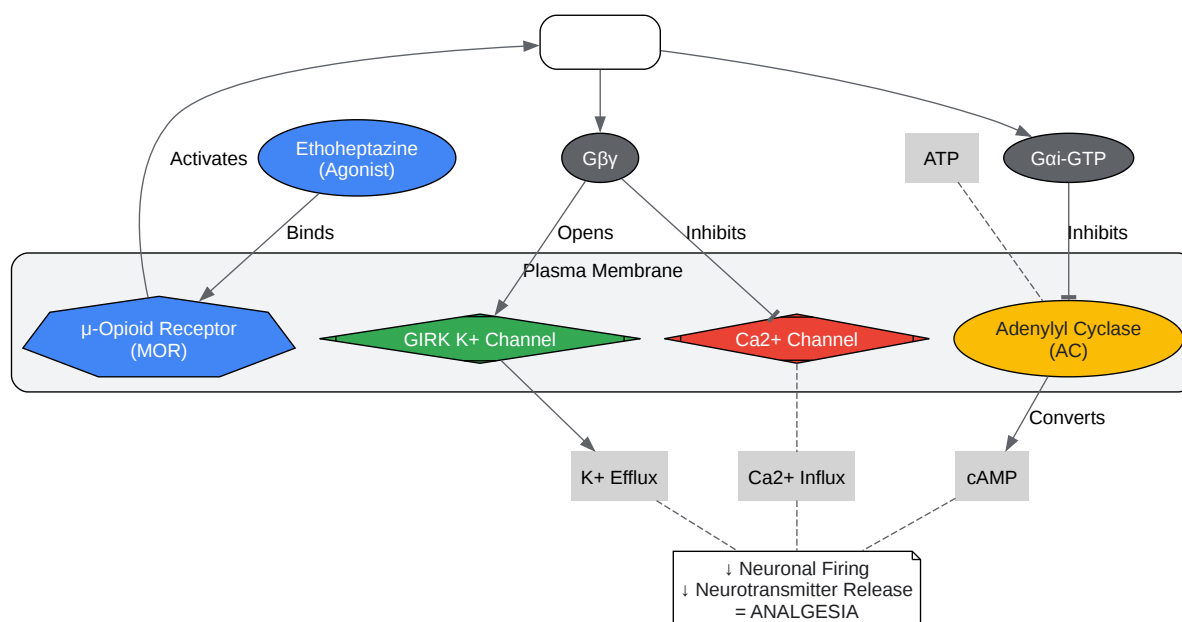 Activates
Ethoheptazine
(Agonist)
Gβγ
ATP
Gαi-GTP
Binds
Opens
Inhibits
Inhibits
Plasma Membrane
μ-Opioid Receptor
(MOR)
GIRK K+ Channel
Ca2+ Channel
Adenylyl Cyclase
(AC)
Converts
K+ Efflux
Ca2+ Influx
cAMP
↓ Neuronal Firing
↓ Neurotransmitter Release
= ANALGESIA